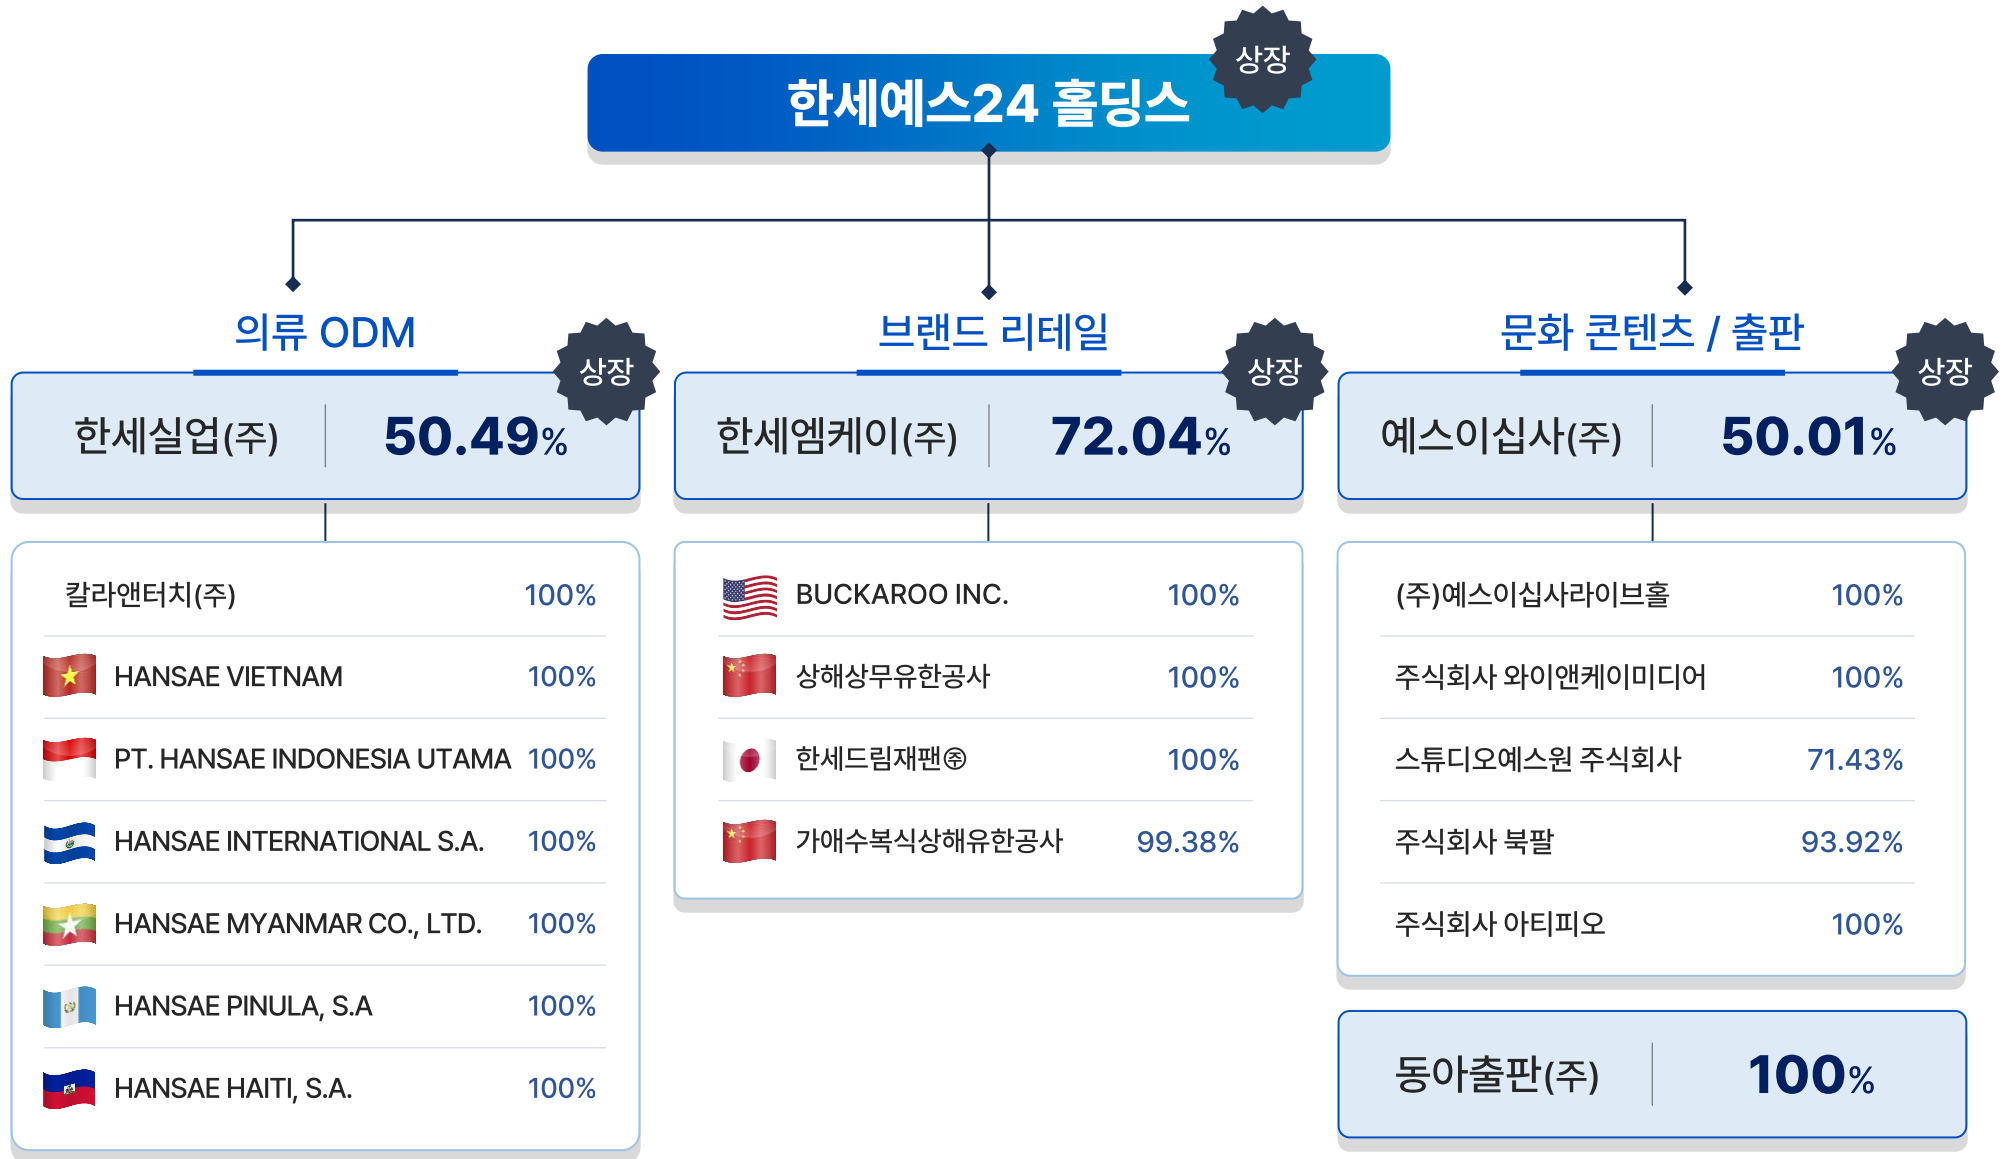 상장
한세예스24 홀딩스
의류 ODM
상장
한세실업(주) 50.49%
칼라앤터치(주) 100%
HANSAE VIETNAM 100%
PT. HANSAE INDONESIA UTAMA 100%
HANSAE INTERNATIONAL S.A. 100%
HANSAE MYANMAR CO., LTD. 100%
HANSAE PINULA, S.A 100%
HANSAE HAITI, S.A. 100%
브랜드 리테일
상장
한세엠케이(주) 72.04%
BUCKAROO INC. 100%
상해상무유한공사 100%
한세드림재팬㈜ 100%
가애수복식상해유한공사 99.38%
문화 콘텐츠 / 출판
상장
예스이십사(주) 50.01%
(주)예스이십사라이브홀 100%
주식회사 와이앤케이미디어 100%
스튜디오예스원 주식회사 71.43%
주식회사 북팔 93.92%
주식회사 아티피오 100%
동아출판(주) 100%